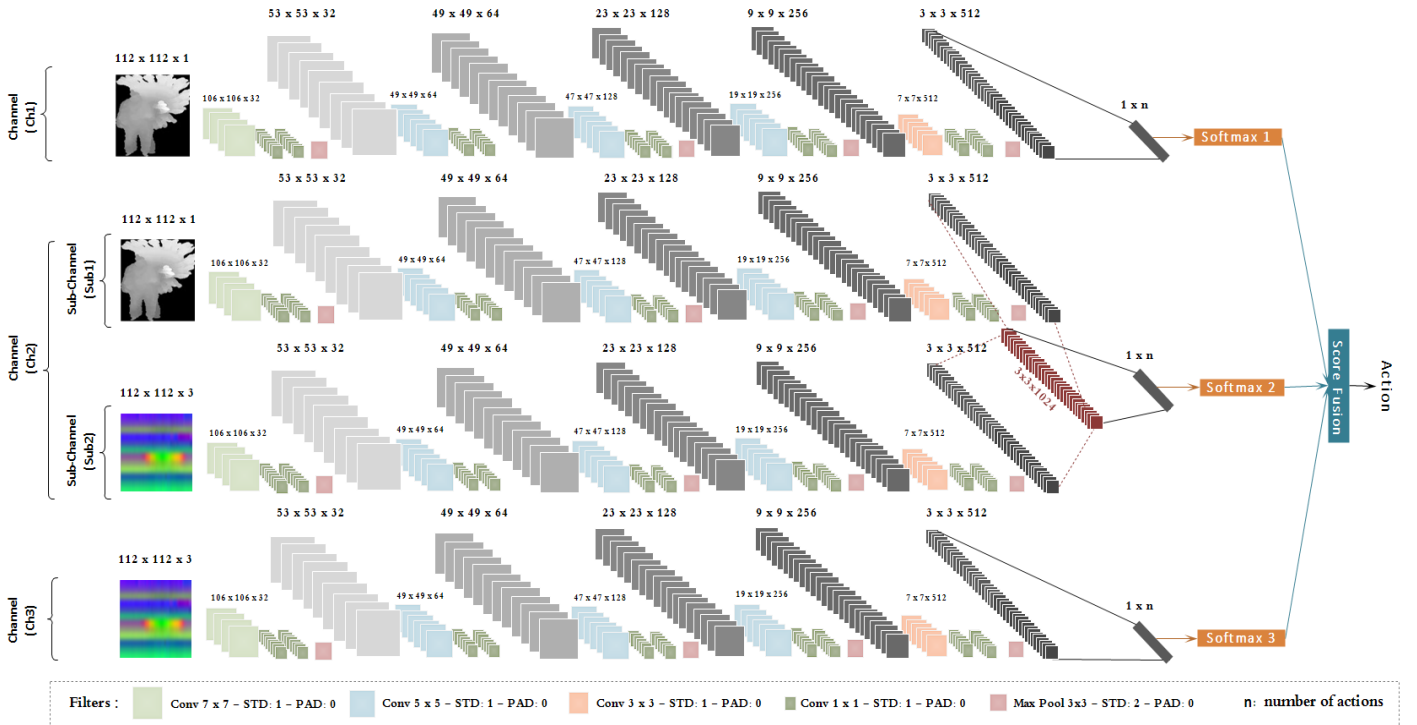 53 x 53 x 32
49 x 49 x 64
23 x 23 x 128
9 x 9 x 256
3 x 3 x 512
112 x 112 x 1
106 x 106 x 32
49 x 49 x 64
47 x 47 x 128
19 x 19 x 256
7 x 7 x 512
1 x n
Channel
(Ch1)
Softmax 1
53 x 53 x 32
49 x 49 x 64
23 x 23 x 128
9 x 9 x 256
3 x 3 x 512
112 x 112 x 1
106 x 106 x 32
49 x 49 x 64
47 x 47 x 128
19 x 19 x 256
7 x 7 x 512
Sub-Channel
(Sub1)
Channel
(Ch2)
53 x 53 x 32
49 x 49 x 64
23 x 23 x 128
9 x 9 x 256
3 x 3 x 512
3x3x1024
1 x n
Softmax 2
Score Fusion
Action
112 x 112 x 3
106 x 106 x 32
49 x 49 x 64
47 x 47 x 128
19 x 19 x 256
7 x 7 x 512
Sub-Channel
(Sub2)
53 x 53 x 32
49 x 49 x 64
23 x 23 x 128
9 x 9 x 256
3 x 3 x 512
112 x 112 x 3
106 x 106 x 32
49 x 49 x 64
47 x 47 x 128
19 x 19 x 256
7 x 7 x 512
1 x n
Channel
(Ch3)
Softmax 3
Filters : Conv 7 x 7 – STD: 1 – PAD: 0 Conv 5 x 5 – STD: 1 – PAD: 0 Conv 3 x 3 – STD: 1 – PAD: 0 Conv 1 x 1 – STD: 1 – PAD: 0 Max Pool 3x3 – STD: 2 – PAD: 0 n: number of actions